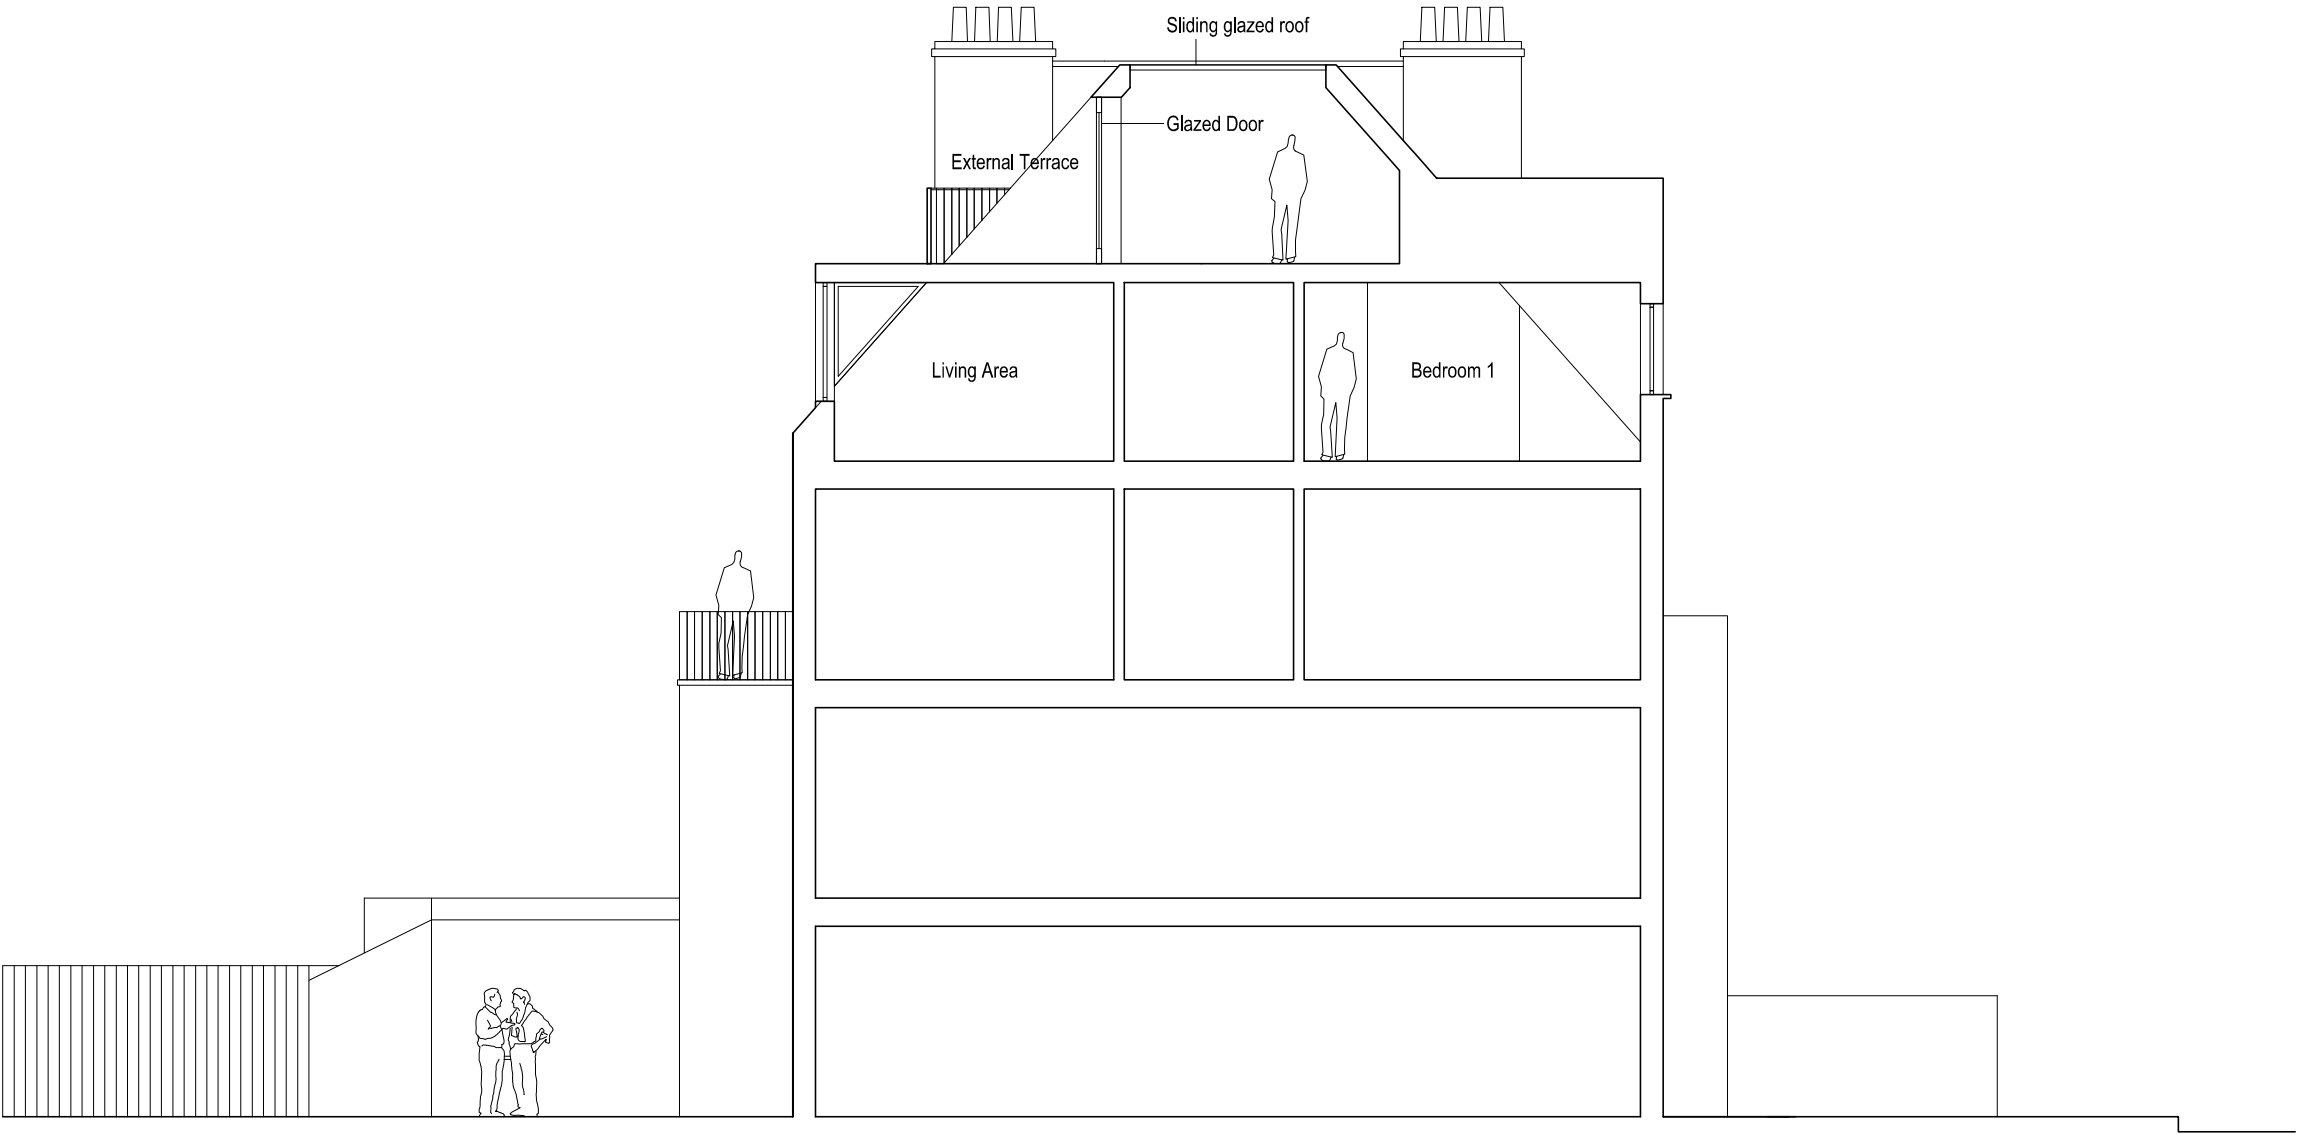 Sliding glazed roof
Glazed Door
External Terrace
Living Area
Bedroom 1